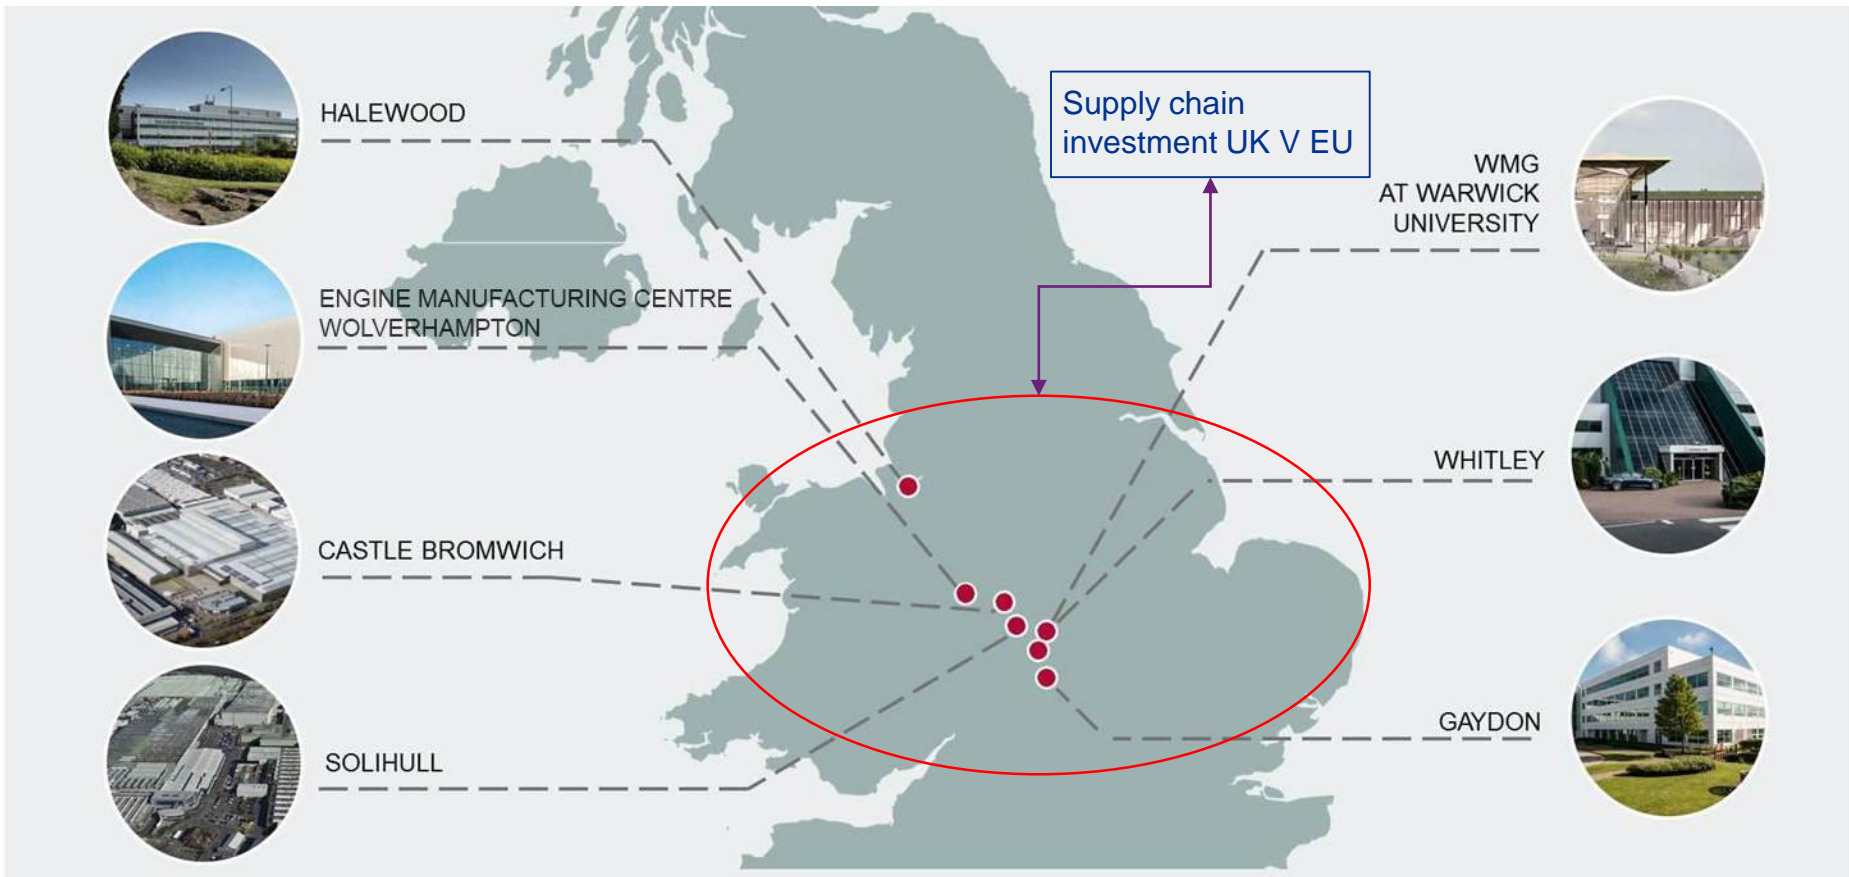 HALEWOOD
ENGINE MANUFACTURING CENTRE
WOLVERHAMPTON
CASTLE BROMWICH
SOLIHULL
Supply chain
investment UK V EU
WMG
AT WARWICK
UNIVERSITY
WHITLEY
GAYDON